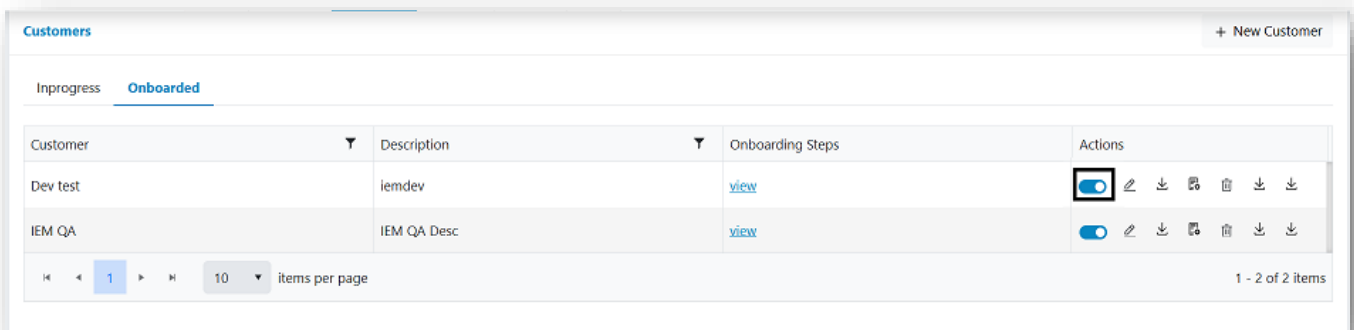 Customers
+ New Customer
Inprogress Onboarded
Customer Description Onboarding Steps Actions
Dev test iemdev view
IEM QA IEM QA Desc view
1 10 items per page 1 - 2 of 2 items